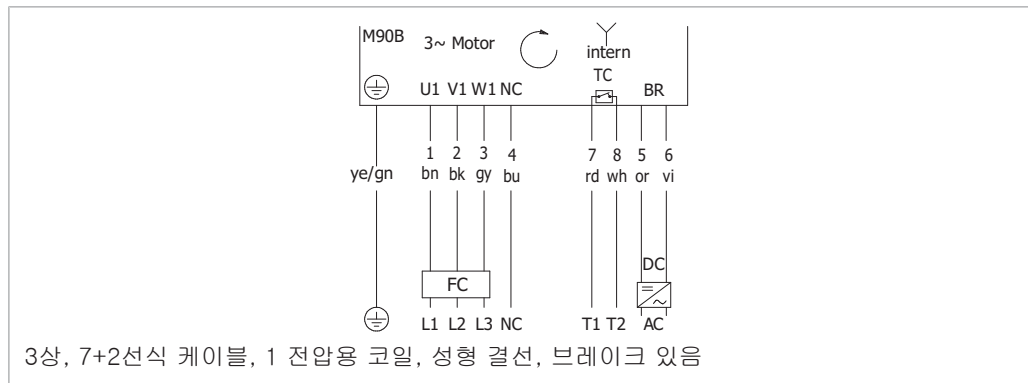 M90B 3~ Motor intern
TC
U1 V1 W1 NC BR
1 2 3 4 7 8 5 6
ye/gn bn bk gy bu rd wh or vi
DC
FC
L1 L2 L3 NC T1 T2 AC
3상, 7+2선식 케이블, 1 전압용 코일, 성형 결선, 브레이크 있음